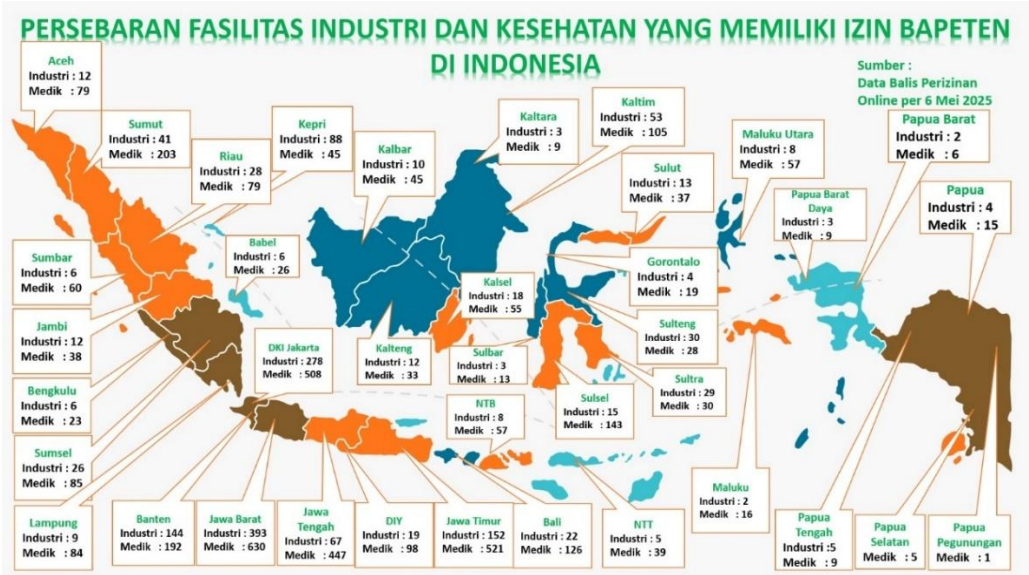 PERSEBARAN FASILITAS INDUSTRI DAN KESEHATAN YANG MEMILIKI IZIN BAPETEN
DI INDONESIA
Sumber :
Data Balis Perizinan
Online per 6 Mei 2025
Aceh
Industri : 12
Medik : 79
Sumut
Industri : 41
Medik : 203
Riau
Industri : 28
Medik : 79
Kepri
Industri : 88
Medik : 45
Kalbar
Industri : 10
Medik : 45
Kaltara
Industri : 3
Medik : 9
Kaltim
Industri : 53
Medik : 105
Sulut
Industri : 13
Medik : 37
Maluku Utara
Industri : 8
Medik : 57
Papua Barat
Daya
Industri : 3
Medik : 9
Papua Barat
Industri : 2
Medik : 6
Papua
Industri : 4
Medik : 15
Sumbar
Industri : 6
Medik : 60
Babel
Industri : 6
Medik : 26
Kalsel
Industri : 18
Medik : 55
Gorontalo
Industri : 4
Medik : 19
Jambi
Industri : 12
Medik : 38
DKI Jakarta
Industri : 278
Medik : 508
Kalteng
Industri : 12
Medik : 33
Sulbar
Industri : 3
Medik : 13
Sulteng
Industri : 30
Medik : 28
Bengkulu
Industri : 6
Medik : 23
NTB
Industri : 8
Medik : 57
Sulsel
Industri : 15
Medik : 143
Sultra
Industri : 29
Medik : 30
Sumsel
Industri : 26
Medik : 85
Lampung
Industri : 9
Medik : 84
Banten
Industri : 144
Medik : 192
Jawa Barat
Industri : 393
Medik : 630
Jawa
Tengah
Industri : 67
Medik : 447
DIY
Industri : 19
Medik : 98
Jawa Timur
Industri : 152
Medik : 521
Bali
Industri : 22
Medik : 126
NTT
Industri : 5
Medik : 39
Maluku
Industri : 2
Medik : 16
Papua
Tengah
Industri :5
Medik : 9
Papua
Selatan
Medik : 5
Papua
Pegunungan
Medik : 1